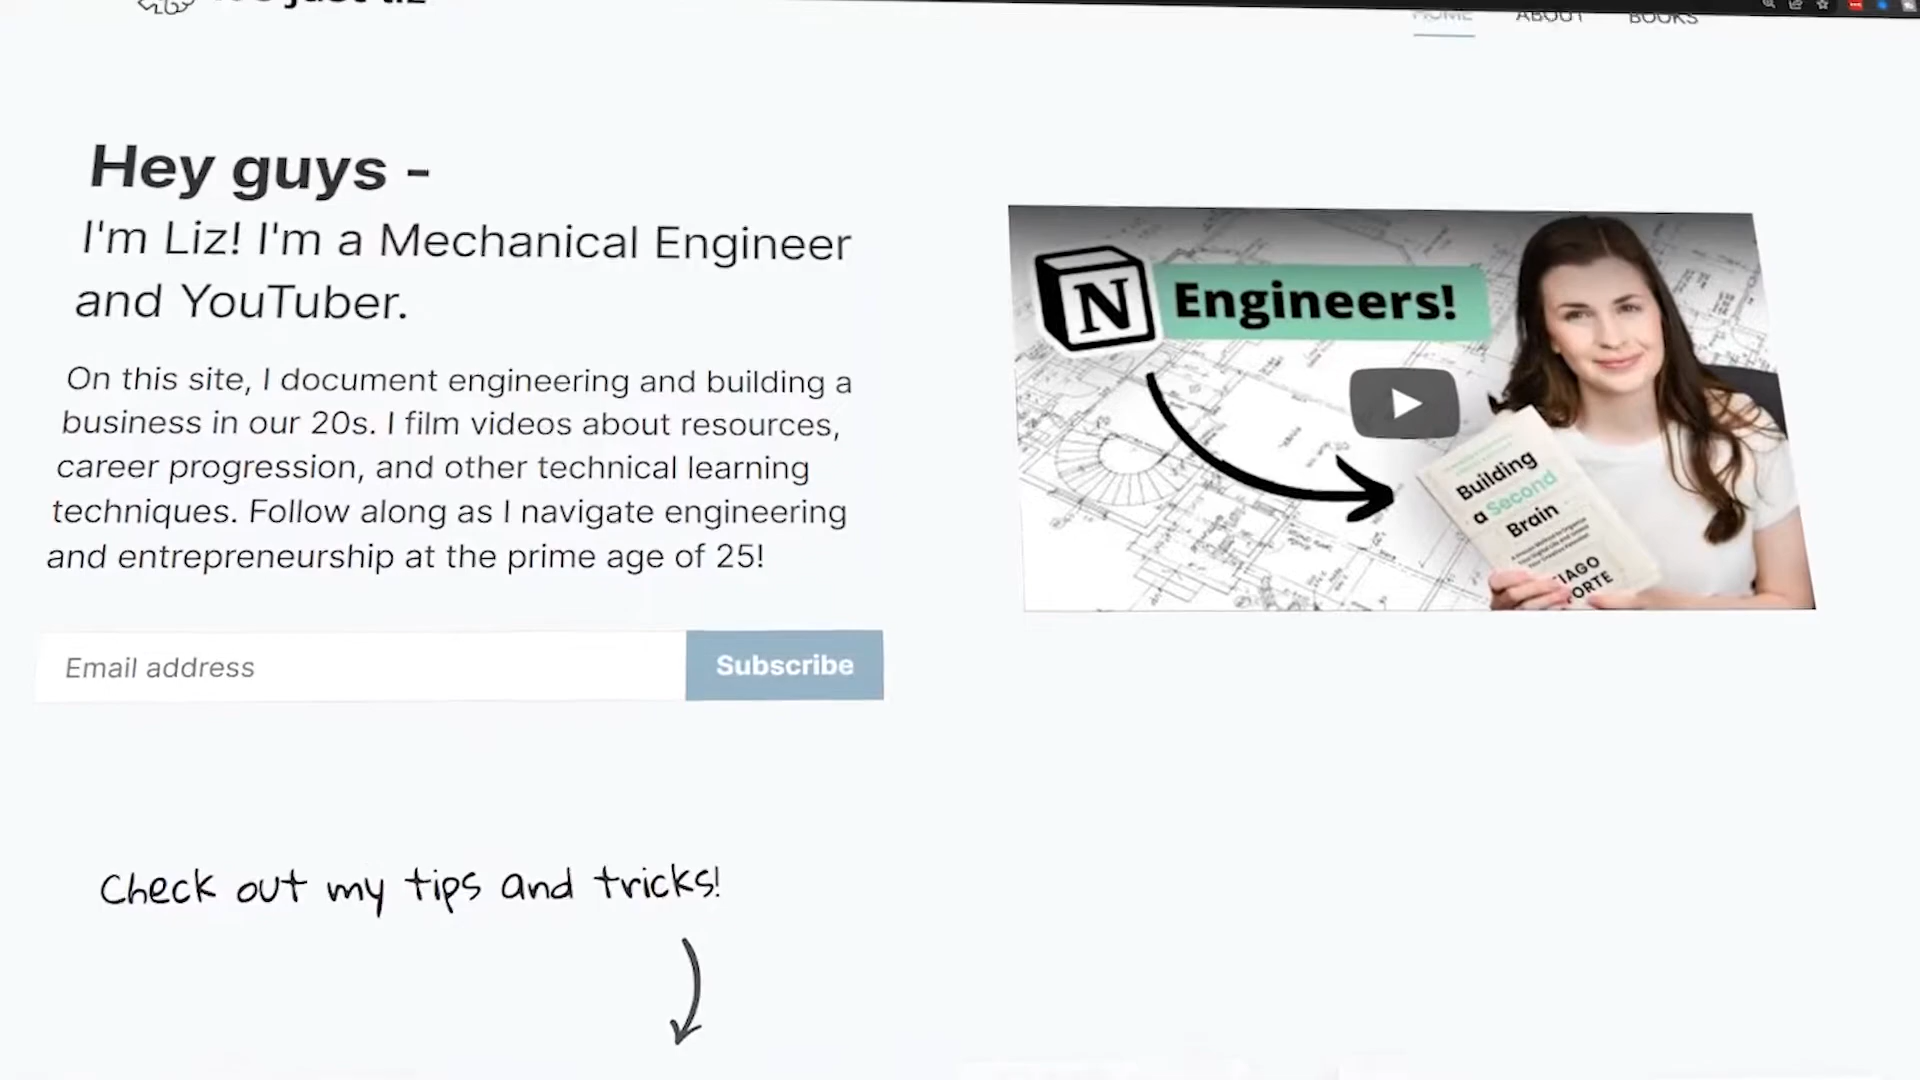 HOME ABOUT BOOKS
Hey guys -
I'm Liz! I'm a Mechanical Engineer
and YouTuber.
On this site, I document engineering and building a
business in our 20s. I film videos about resources,
career progression, and other technical learning
techniques. Follow along as I navigate engineering
and entrepreneurship at the prime age of 25!
Email address
Subscribe
Check out my tips and tricks!
N
Engineers!
Building
a Second
Brain
IAGO
ORTE